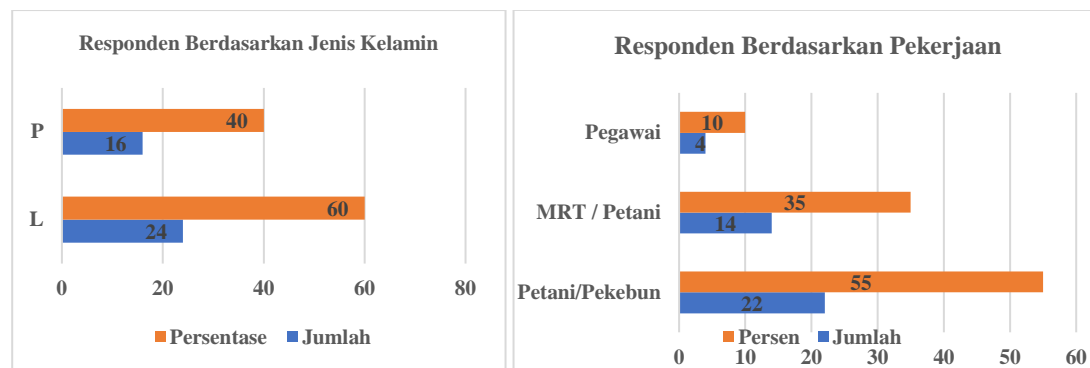 Responden Berdasarkan Jenis Kelamin
P
40
16
L
60
24
0 20 40 60 80
Persentase Jumlah
Responden Berdasarkan Pekerjaan
Pegawai
10
4
MRT / Petani
35
14
Petani/Pekebun
55
22
Persen Jumlah
0 10 20 30 40 50 60